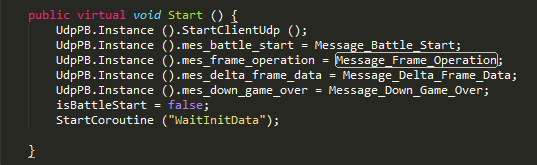 public virtual void Start () {
UdpPB.Instance ().StartClientUdp ();
UdpPB.Instance ().mes_battle_start = Message_Battle_Start;
UdpPB.Instance ().mes_frame_operation = Message_Frame_Operation;
UdpPB.Instance ().mes_delta_frame_data = Message_Delta_Frame_Data;
UdpPB.Instance ().mes_down_game_over = Message_Down_Game_Over;
isBattleStart = false;
StartCoroutine ("WaitInitData");
}